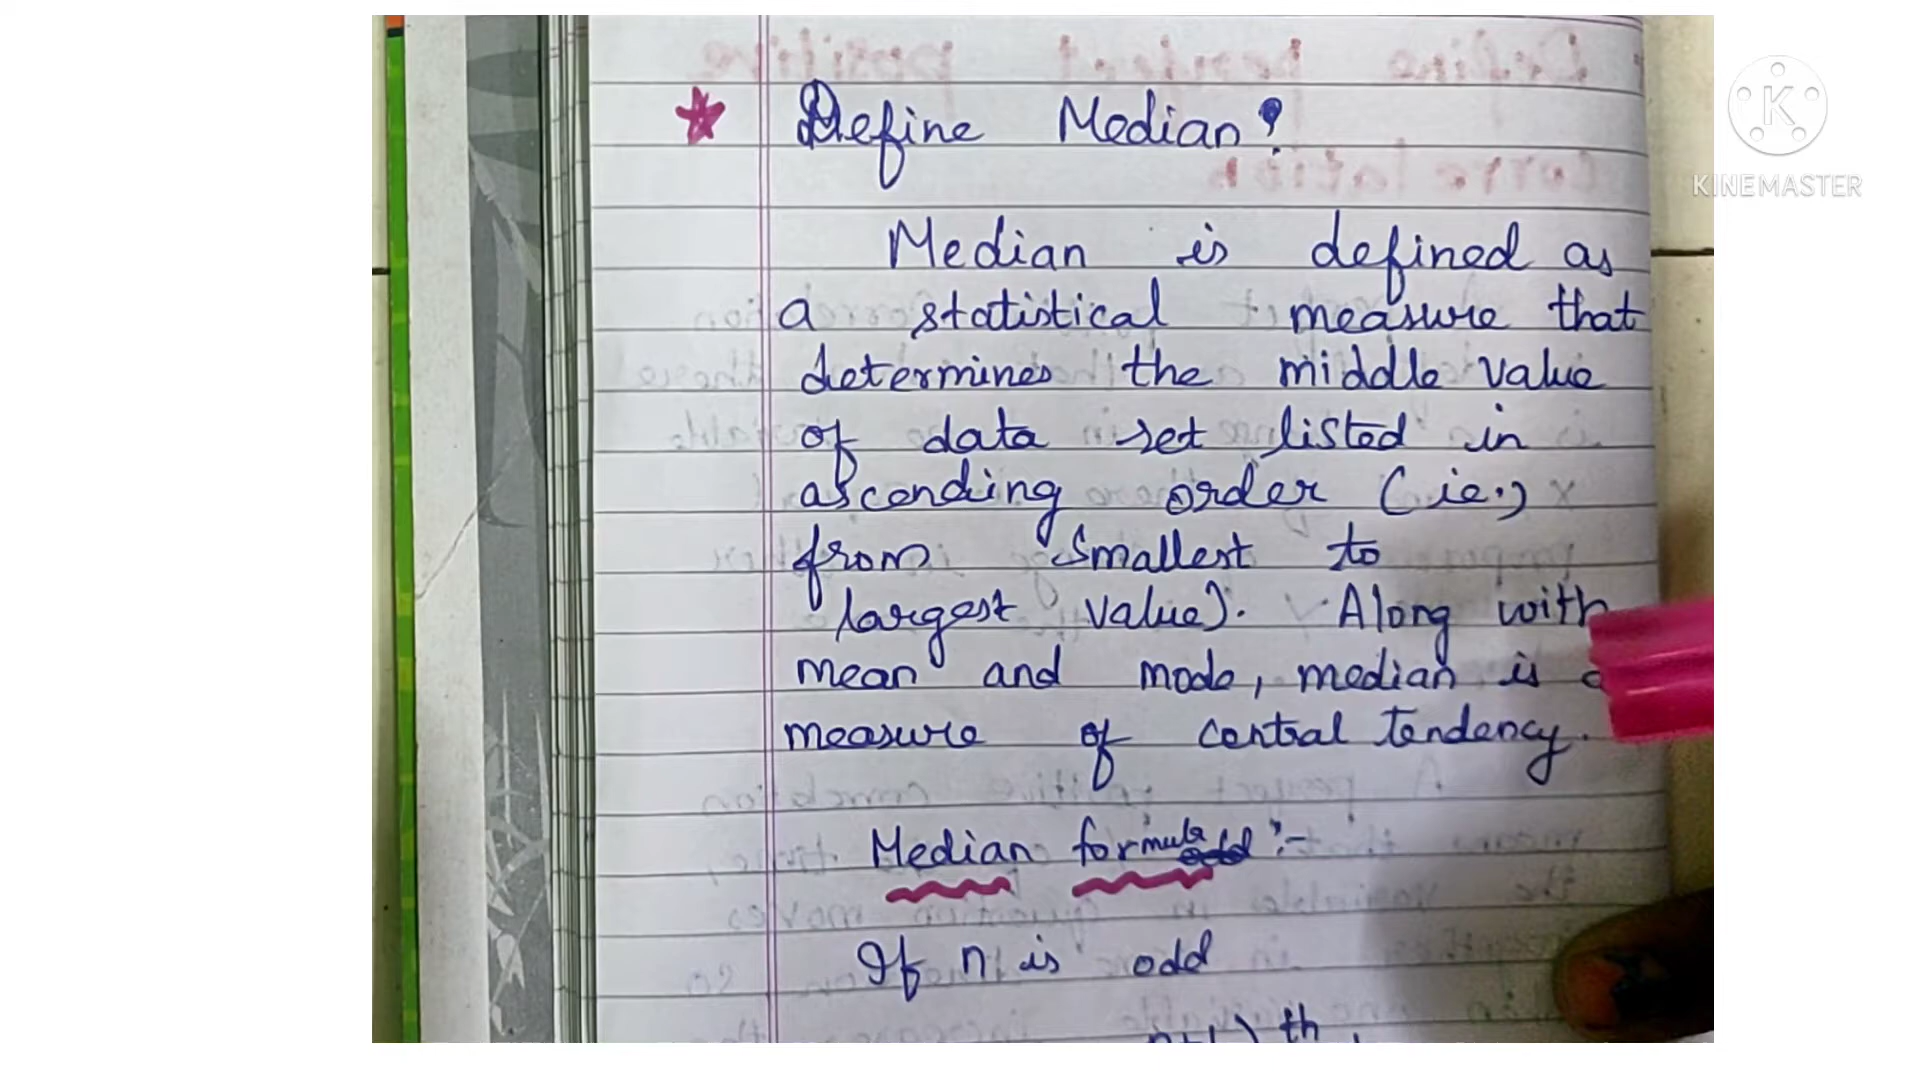 Define Median?
Median is defined as
a statistical measure that
determines the middle value
of data set listed in
ascending order (ie.,
from smallest to
largest value). Along with
mean and mode, median is a
measure of central tendency.
Median formula :-
If n is odd
th
KINEMASTER